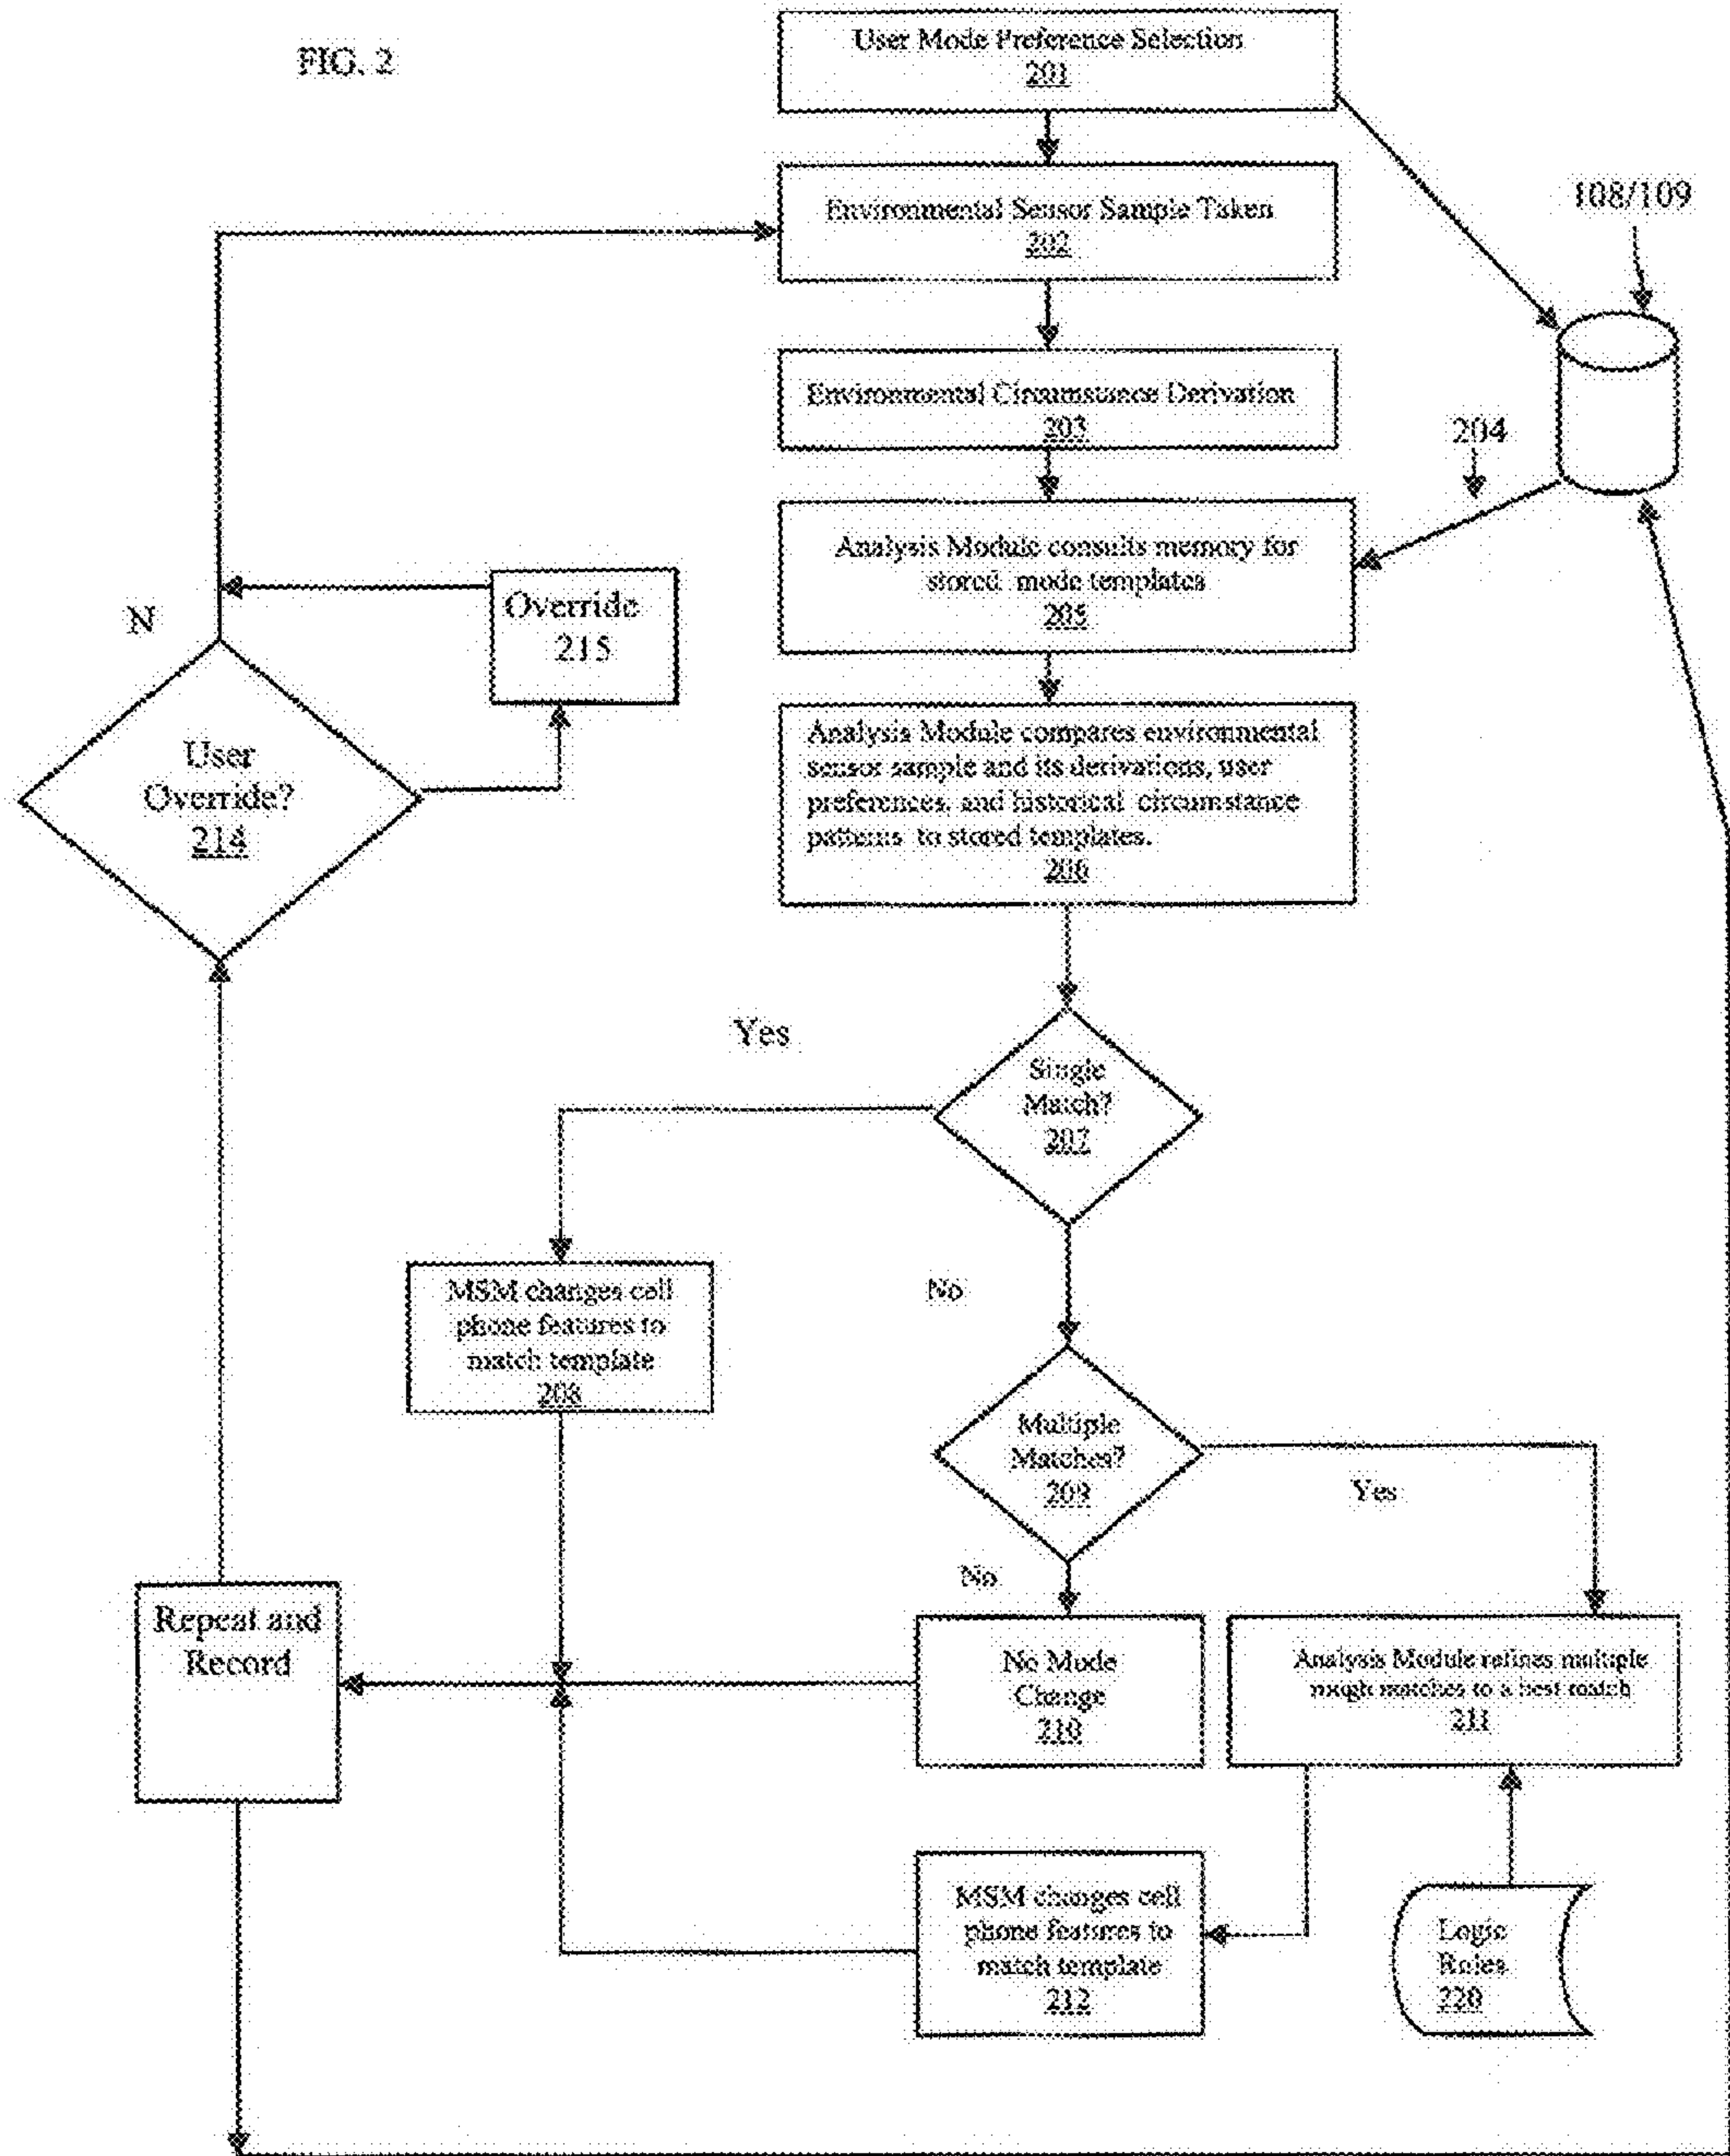 FIG. 2
User Mode Preference Selection
201
Environmental Sensor Sample Taken
202
108/109
Environmental Circumstance Derivation
203
204
Analysis Module consults memory for
stored mode templates
205
Override
215
N
User
Override?
214
Analysis Module compares environmental
sensor sample and its derivations, user
preferences, and historical circumstance
patterns to stored templates.
206
Yes
Single
Match?
207
No
MSM changes cell
phone features to
match template
208
Multiple
Matches?
209
Yes
No
Repeat and
Record
No Mode
Change
210
Analysis Module refines multiple
rough matches to a best match
211
MSM changes cell
phone features to
match template
212
Logic
Rules
220